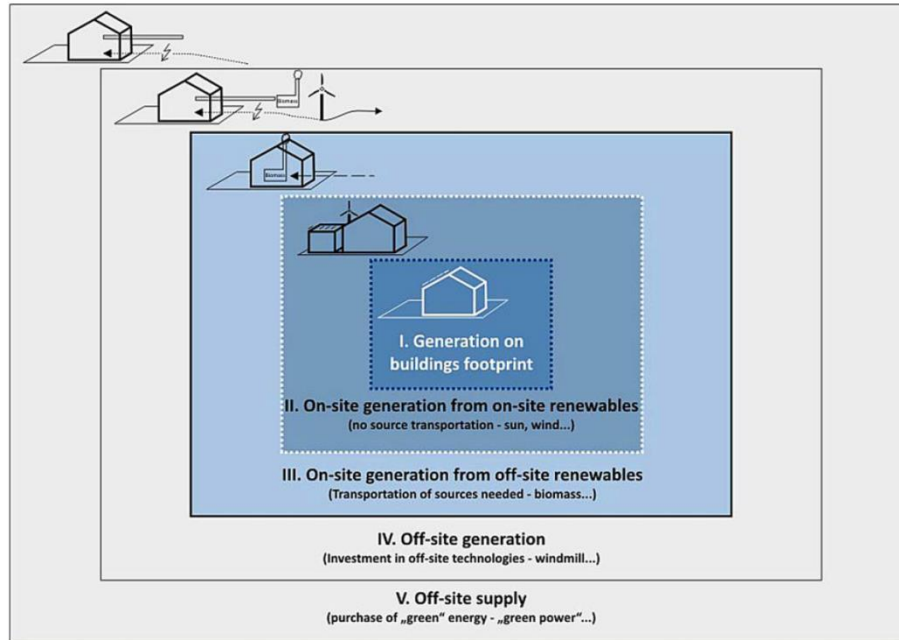 Biomass
Biomass
I. Generation on
buildings footprint
II. On-site generation from on-site renewables
(no source transportation - sun, wind...)
III. On-site generation from off-site renewables
(Transportation of sources needed - biomass...)
IV. Off-site generation
(Investment in off-site technologies - windmill...)
V. Off-site supply
(purchase of „green“ energy - „green power“...)